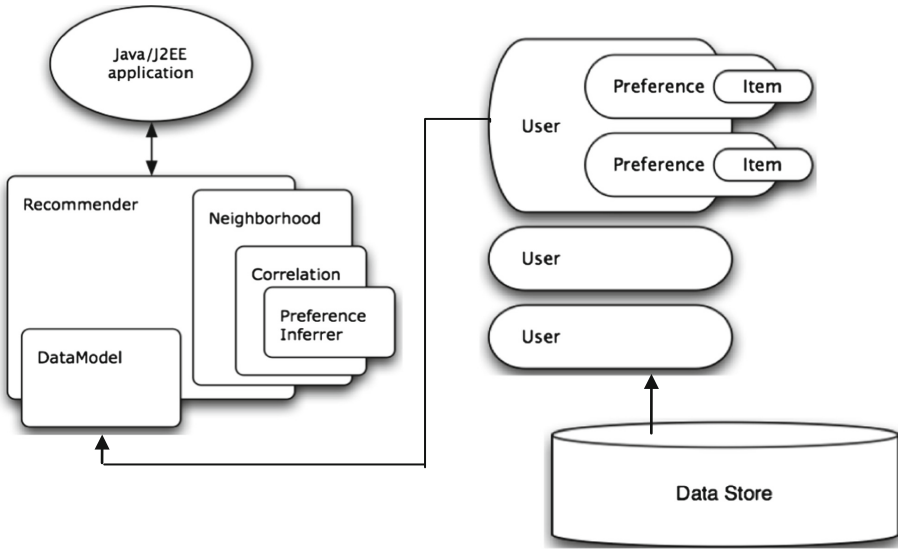 Java/J2EE
application
Recommender
Neighborhood
Correlation
Preference
Inferrer
DataModel
User
Preference
Item
Preference
Item
User
User
Data Store